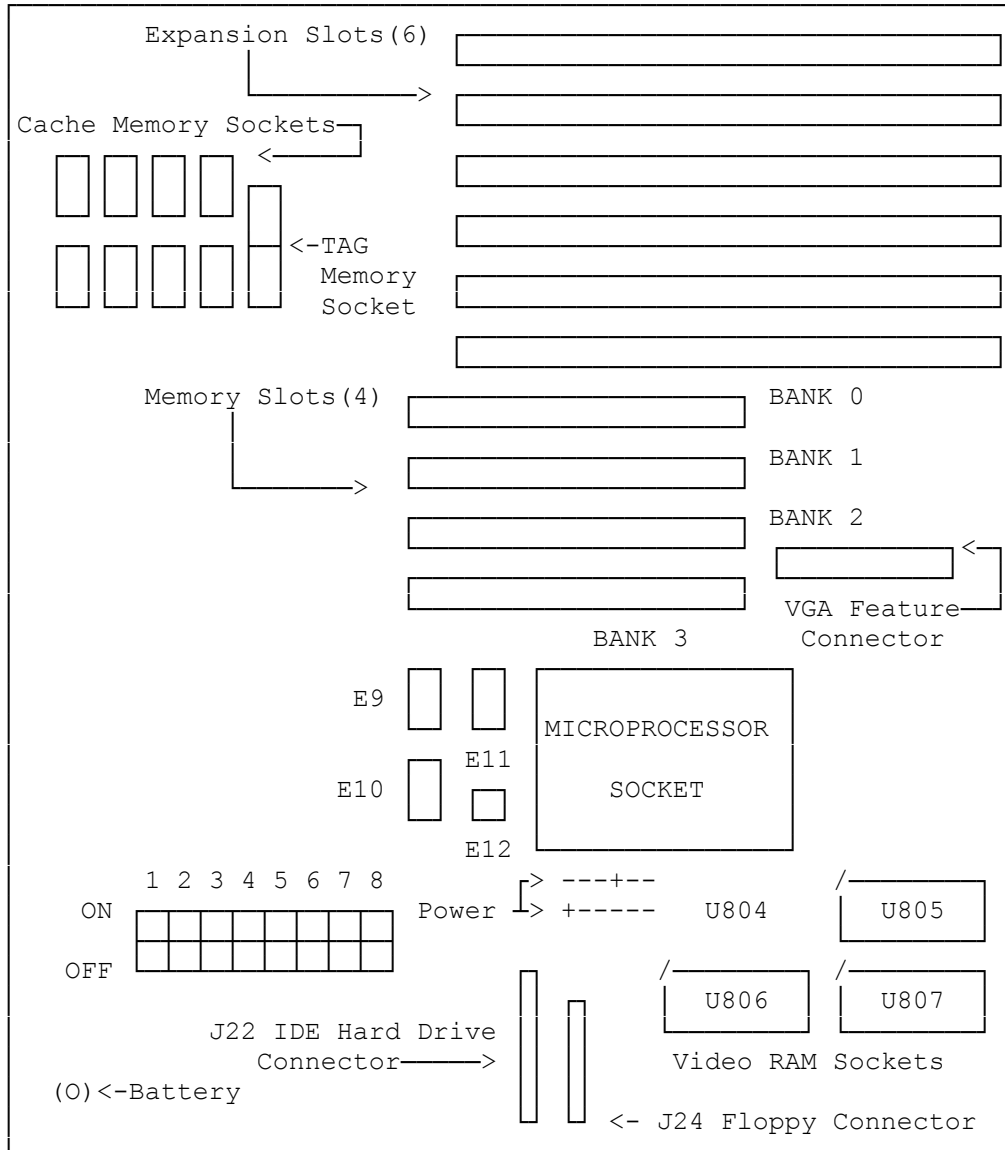 Expansion Slots(6)
Cache Memory Sockets
<-TAG
Memory
Socket
Memory Slots(4)
BANK 0
BANK 1
BANK 2
VGA Feature
Connector
BANK 3
E9
MICROPROCESSOR
E11
E10
SOCKET
E12
1 2 3 4 5 6 7 8
ON
Power
> ---+--
> +-----
U804
U805
OFF
U806
U807
J22 IDE Hard Drive
Connector
Video RAM Sockets
(O)<-Battery
<- J24 Floppy Connector